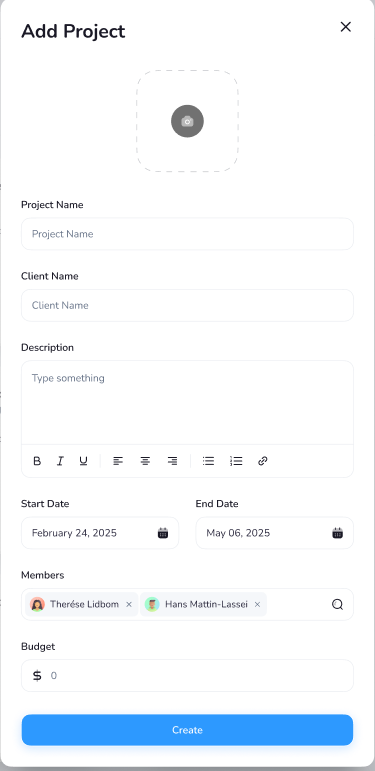 Add Project
Project Name
Project Name
Client Name
Client Name
Description
Type something
B I U
Start Date End Date
February 24, 2025 May 06, 2025
Members
Therése Lidbom × Hans Mattin-Lassei ×
Budget
$ 0
Create